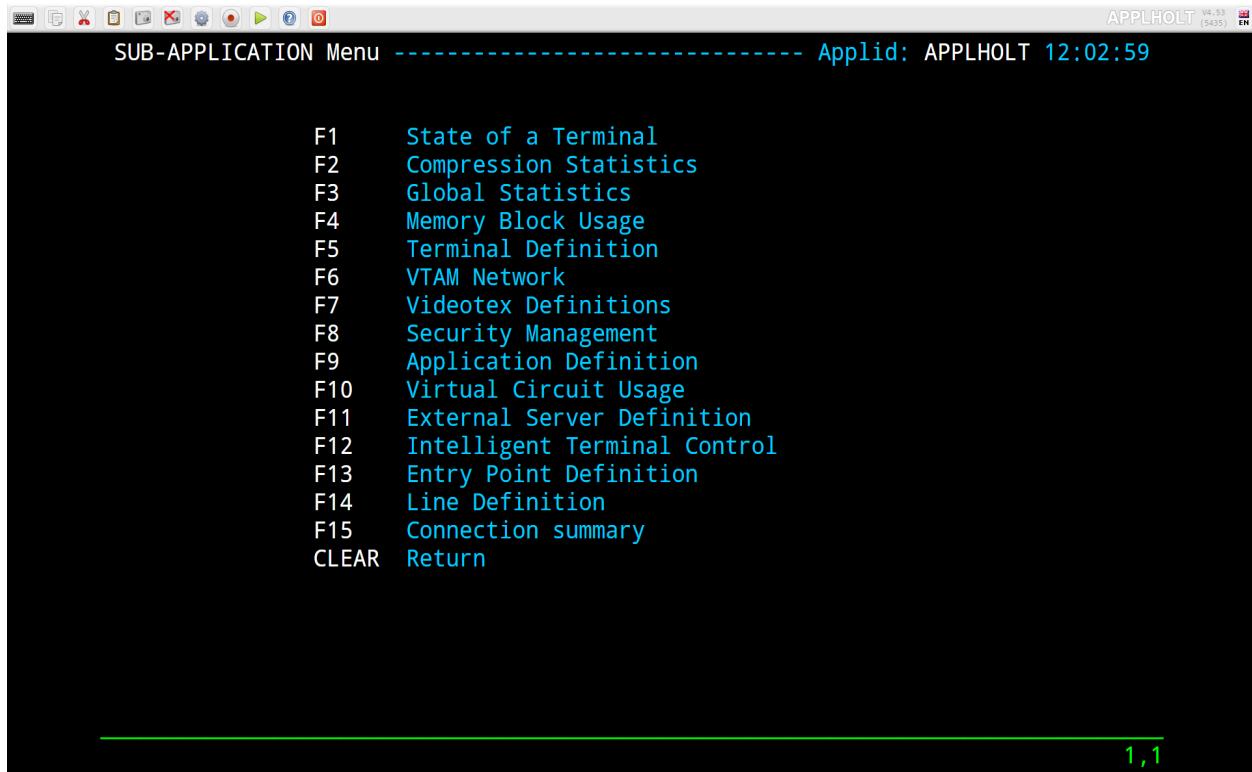 APPLHOLT V4.53 (5435) EN
SUB-APPLICATION Menu ------------------------------- Applid: APPLHOLT 12:02:59
F1 State of a Terminal
F2 Compression Statistics
F3 Global Statistics
F4 Memory Block Usage
F5 Terminal Definition
F6 VTAM Network
F7 Videotex Definitions
F8 Security Management
F9 Application Definition
F10 Virtual Circuit Usage
F11 External Server Definition
F12 Intelligent Terminal Control
F13 Entry Point Definition
F14 Line Definition
F15 Connection summary
CLEAR Return
1,1